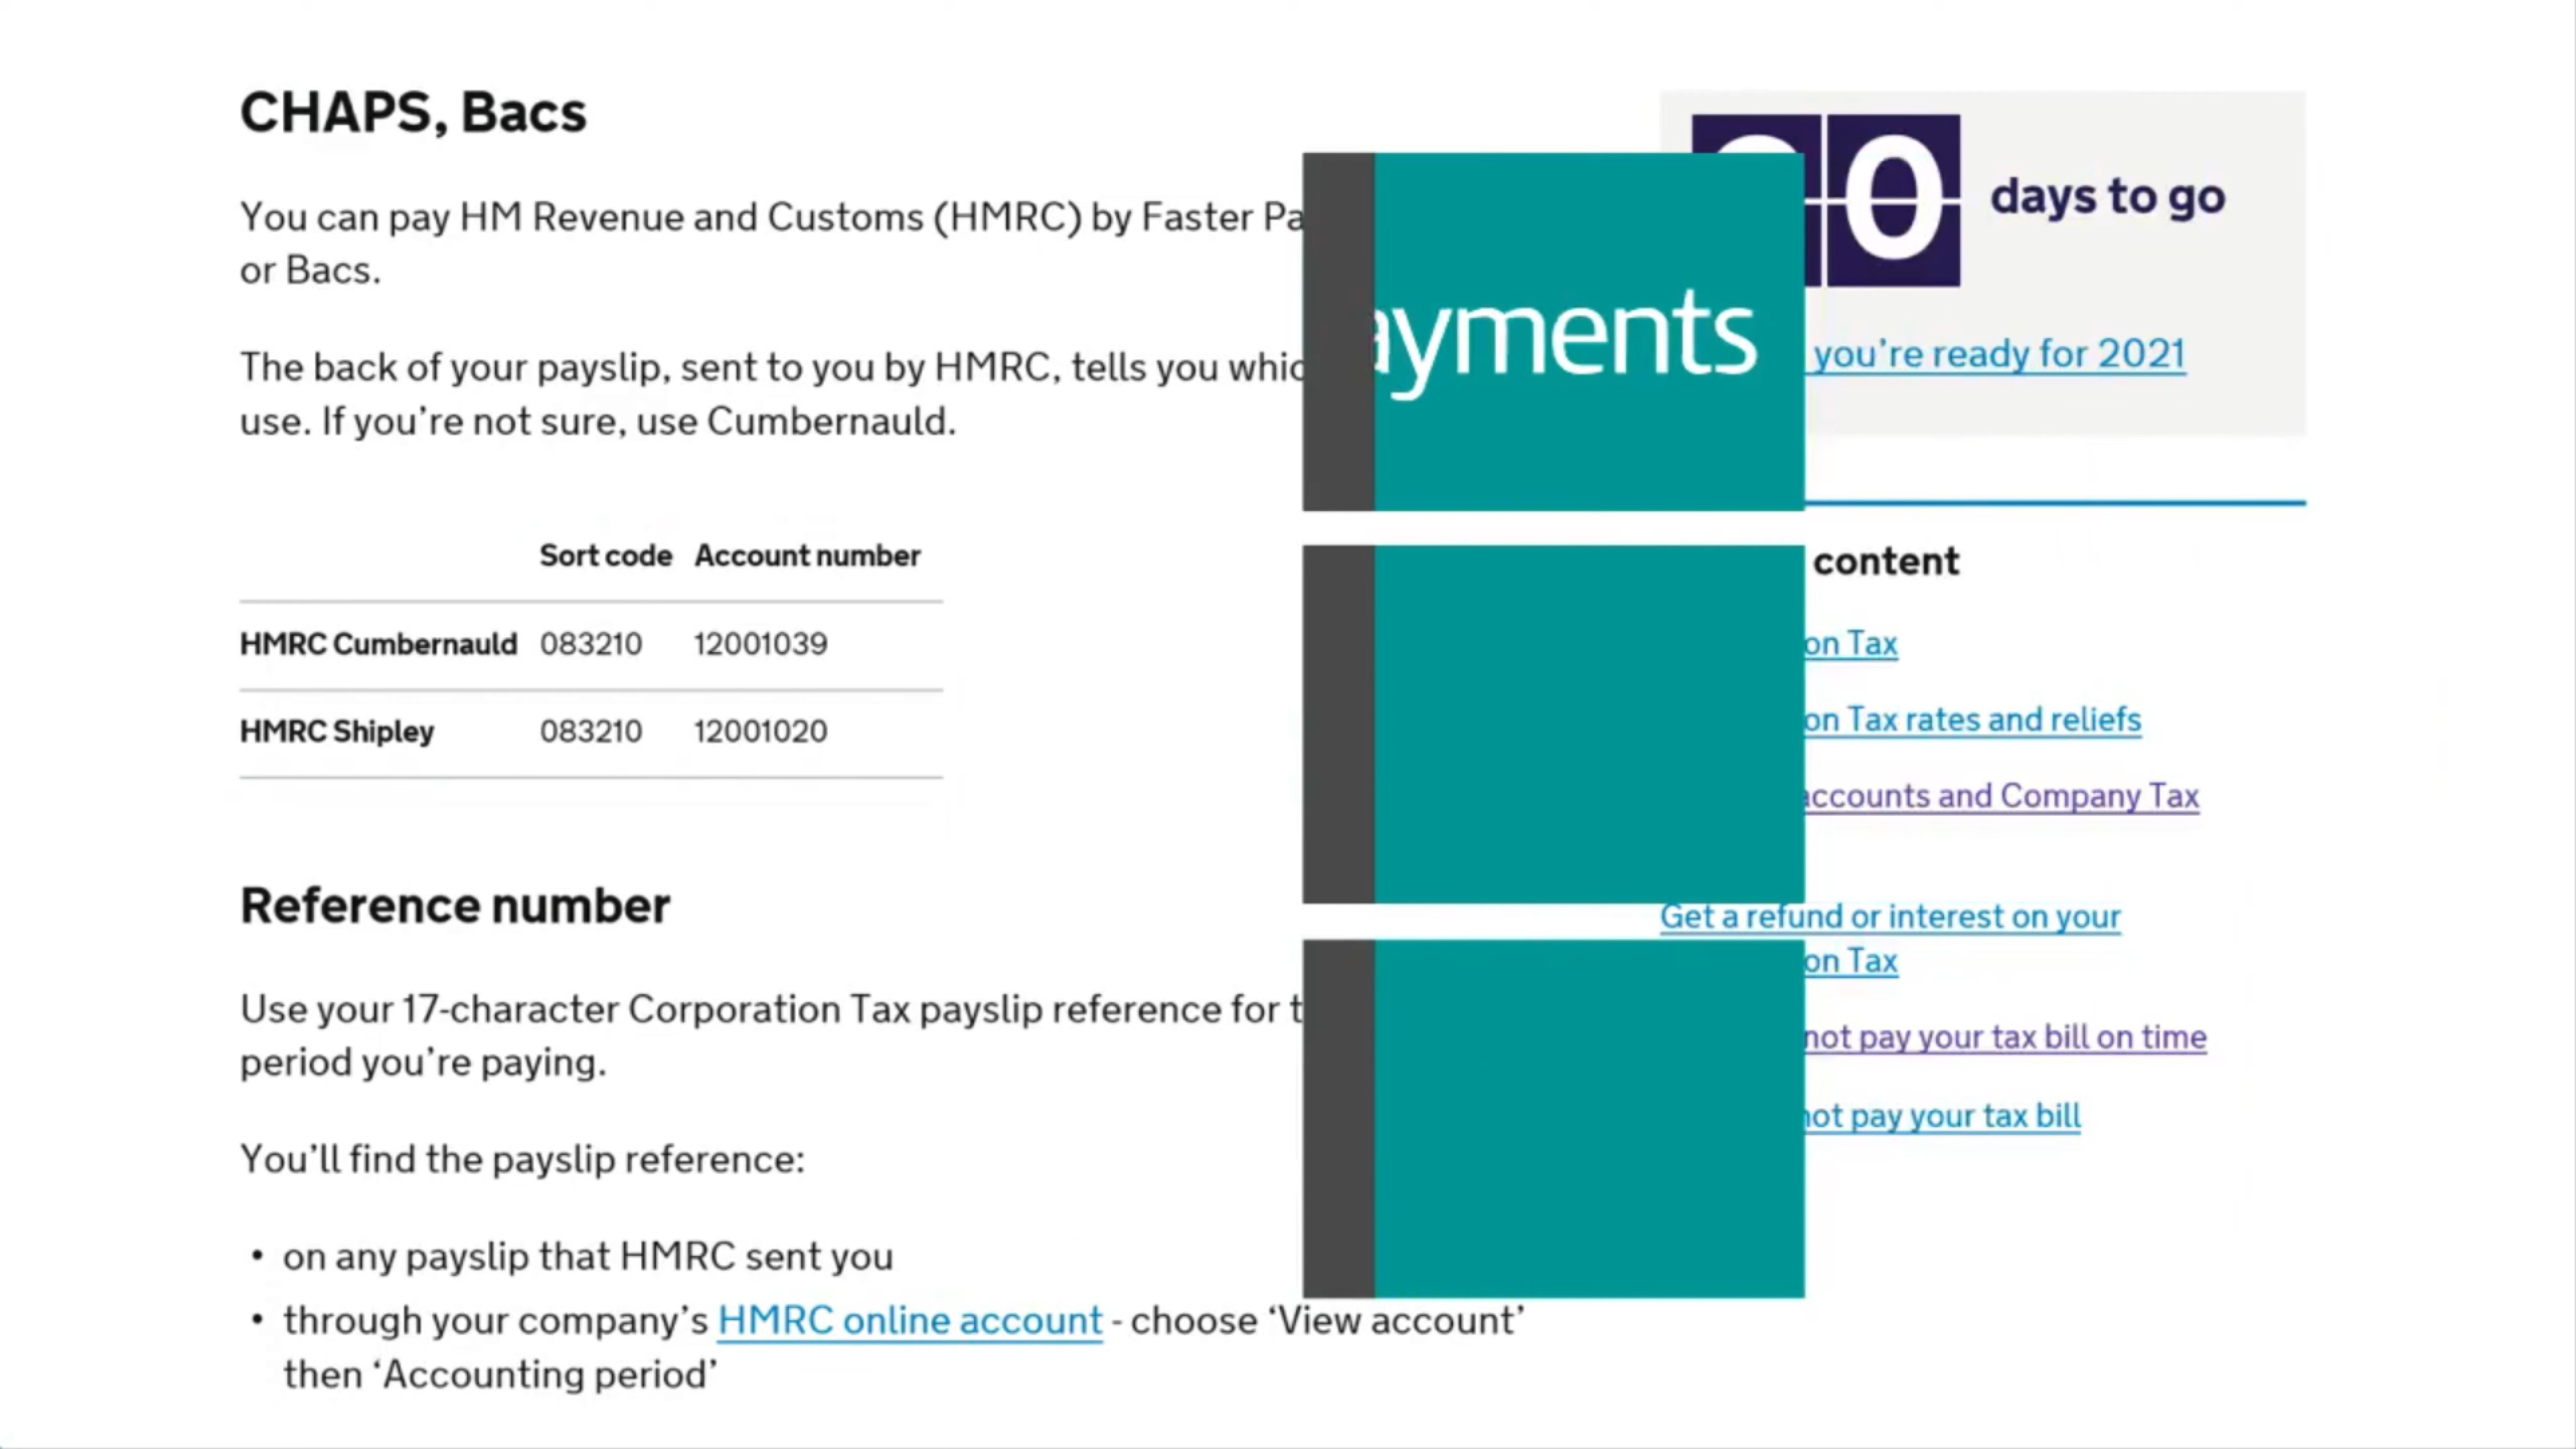 CHAPS, Bacs
You can pay HM Revenue and Customs (HMRC) by Faster Pa
or Bacs.
The back of your payslip, sent to you by HMRC, tells you whic
use. If you're not sure, use Cumbernauld.
Sort code Account number
HMRC Cumbernauld 083210 12001039
HMRC Shipley 083210 12001020
Reference number
Use your 17-character Corporation Tax payslip reference for t
period you're paying.
You'll find the payslip reference:
• on any payslip that HMRC sent you
• through your company's HMRC online account - choose 'View account'
then 'Accounting period'
ayments
0 days to go
you're ready for 2021
content
on Tax
on Tax rates and reliefs
accounts and Company Tax
Get a refund or interest on your
on Tax
not pay your tax bill on time
not pay your tax bill